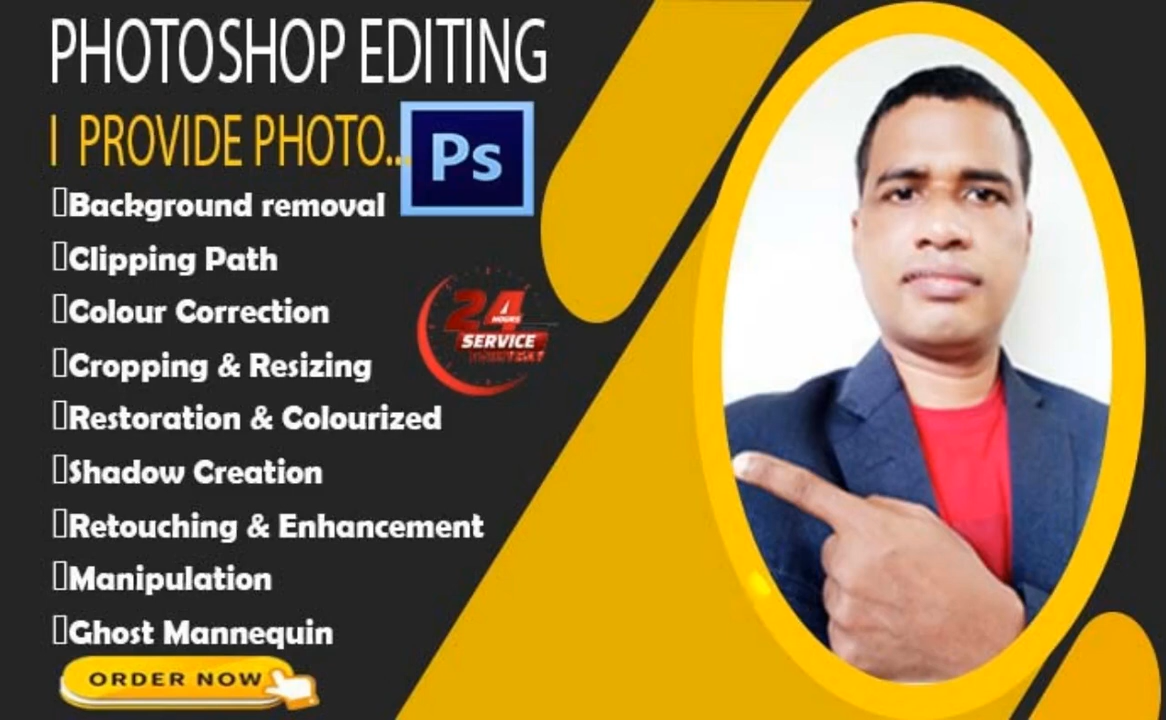 PHOTOSHOP EDITING
I PROVIDE PHOTO...
Ps
Background removal
Clipping Path
Colour Correction
Cropping & Resizing
Restoration & Colourized
Shadow Creation
Retouching & Enhancement
Manipulation
Ghost Mannequin
24
HOURS
SERVICE
ORDER NOW